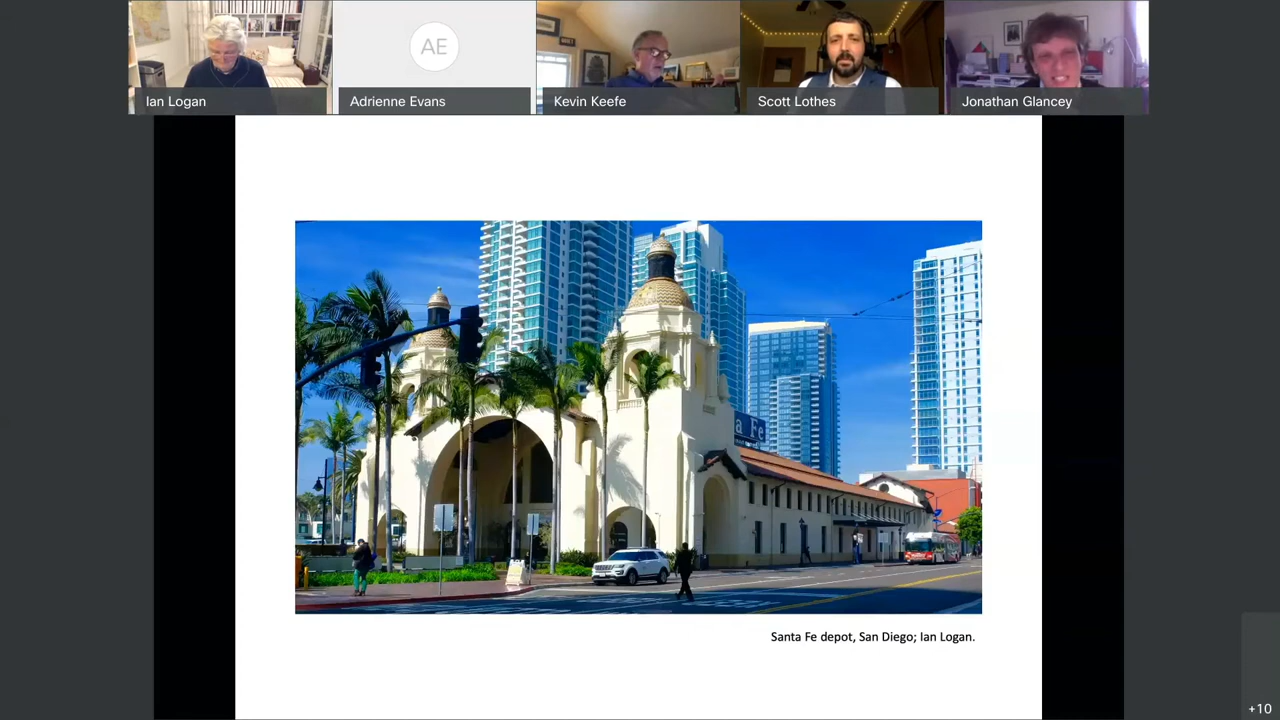 AE
Ian Logan
Adrienne Evans
Kevin Keefe
Scott Lothes
Jonathan Glancey
a Fe
Santa Fe depot, San Diego; Ian Logan.
+10